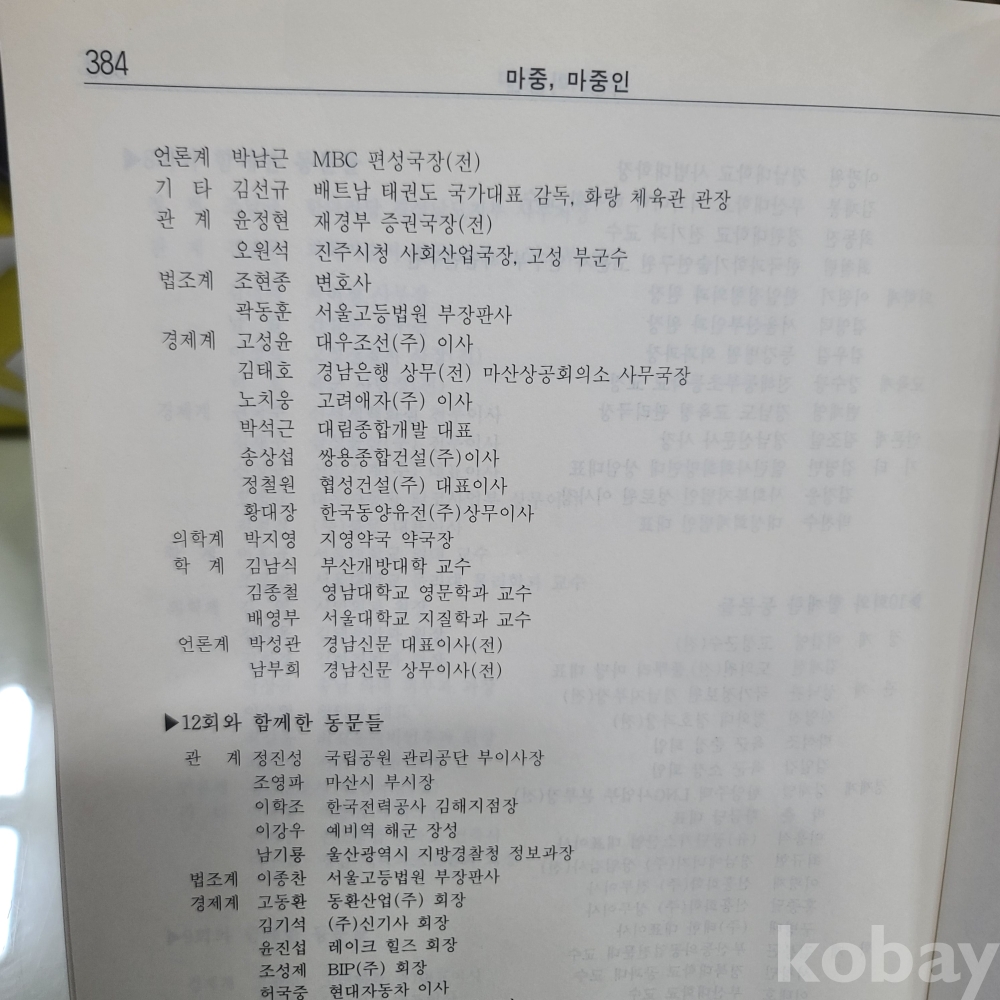 384
마중, 마중인
언론계 박남근 MBC 편성국장(전)
기 타 김선규 배트남 태권도 국가대표 감독, 화랑 체육관 관장
관 계 윤정현 재경부 증권국장(전)
오원석 진주시청 사회산업국장, 고성 부군수
법조계 조현종 변호사
곽동훈 서울고등법원 부장판사
경제계 고성윤 대우조선(주) 이사
김태호 경남은행 상무(전) 마산상공회의소 사무국장
노치웅 고려애자(주) 이사
박석근 대림종합개발 대표
송상섭 쌍용종합건설(주)이사
정철원 협성건설(주) 대표이사
황대장 한국동양유전(주)상무이사
의학계 박지영 지영약국 약국장
학 계 김남식 부산개방대학 교수
김종철 영남대학교 영문학과 교수
배영부 서울대학교 지질학과 교수
언론계 박성관 경남신문 대표이사(전)
남부희 경남신문 상무이사(전)
▶12회와 함께한 동문들
관 계 정진성 국립공원 관리공단 부이사장
조영파 마산시 부시장
이학조 한국전력공사 김해지점장
이강우 예비역 해군 장성
남기룡 울산광역시 지방경찰청 정보과장
법조계 이종찬 서울고등법원 부장판사
경제계 고동환 동환산업(주) 회장
김기석 (주)신기사 회장
윤진섭 레이크 힐즈 회장
조성제 BIP(주) 회장
허국중 현대자동차 이사
kobay